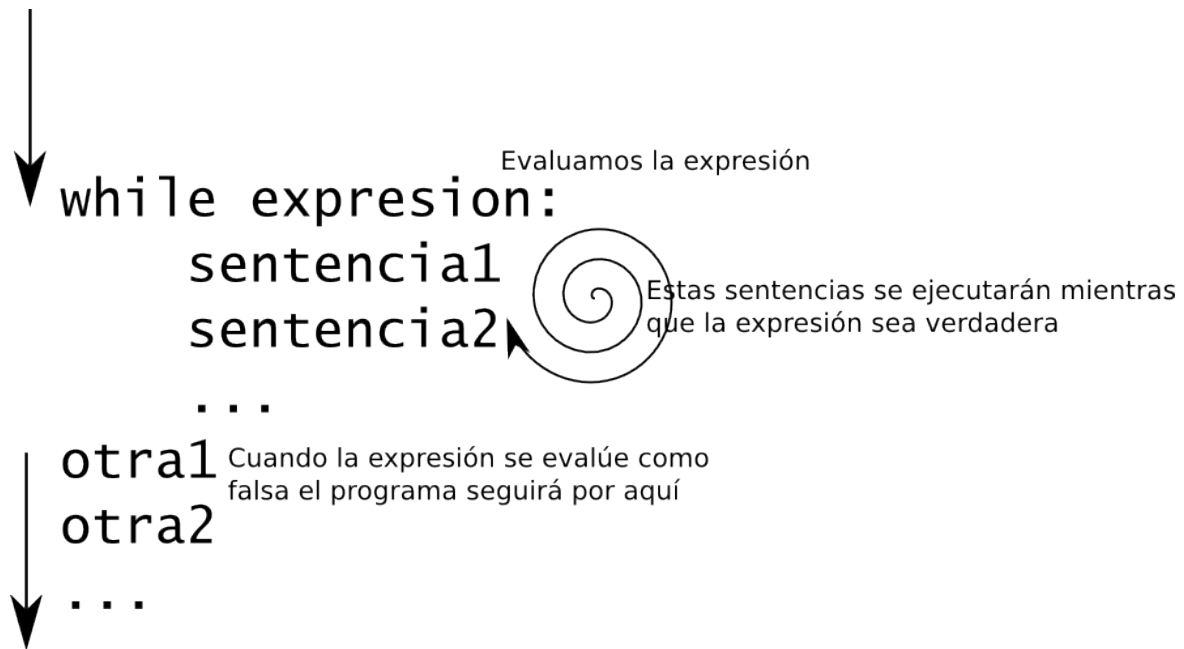 Evaluamos la expresión
while expresion:
sentencia1
sentencia2
Estas sentencias se ejecutarán mientras
que la expresión sea verdadera
...
otra1
Cuando la expresión se evalúe como
falsa el programa seguirá por aquí
otra2
...